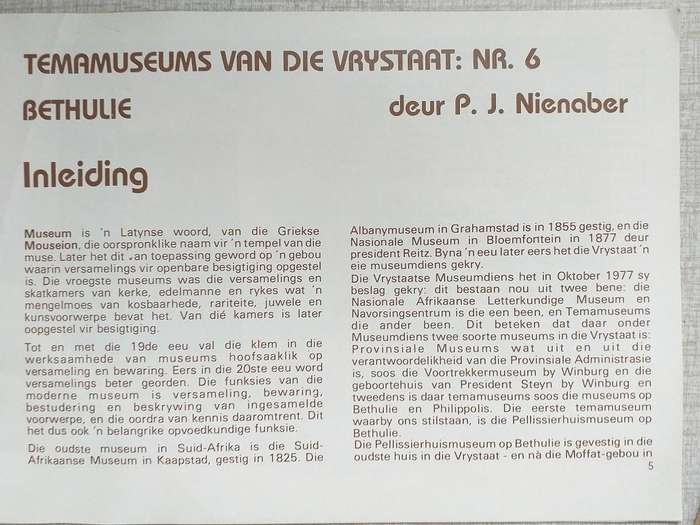 TEMAMUSEUMS VAN DIE VRYSTAAT: NR. 6
BETHULIE
deur P. J. Nienaber
Inleiding
Museum is 'n Latynse woord, van die Griekse
Mouseion, die oorspronklike naam vir 'n tempel van die
muse. Later het dit van toepassing geword op 'n gebou
waarin versamelings vir openbare besigtiging opgestel
is. Die vroegste museums was die versamelings en
skatkamers van kerke, edelmanne en rykes wat 'n
mengelmoes van kosbaarhede, rariteite, juwele en
kunsvoorwerpe bevat het. Van dié kamers is later
oopgestel vir besigtiging.
Tot en met die 19de eeu val die klem in die
werksaamhede van museums hoofsaaklik op
versameling en bewaring. Eers in die 20ste eeu word
versamelings beter georden. Die funksies van die
moderne museum is versameling, bewaring,
bestudering en beskrywing van ingesamelde
voorwerpe, en die oordra van kennis daaromtrent. Dit
het dus ook 'n belangrike opvoedkundige funksie.
Die oudste museum in Suid-Afrika is die Suid-
Afrikaanse Museum in Kaapstad, gestig in 1825. Die
Albanymuseum in Grahamstad is in 1855 gestig, en die
Nasionale Museum in Bloemfontein in 1877 deur
president Reitz. Byna 'n eeu later eers het die Vrystaat 'n
eie museumdiens gekry.
Die Vrystaatse Museumdiens het in Oktober 1977 sy
beslag gekry: dit bestaan nou uit twee bene: die
Nasionale Afrikaanse Letterkundige Museum en
Navorsingsentrum is die een been, en Temamuseums
die ander been. Dit beteken dat daar onder
Museumdiens twee soorte museums in die Vrystaat is:
Provinsiale Museums wat uit en uit die
verantwoordelikheid van die Provinsiale Administrasie
is, soos die Voortrekkermuseum by Winburg en die
geboortehuis van President Steyn by Winburg en
tweedens is daar temamuseums soos die museums op
Bethulie en Philippolis. Die eerste temamuseum
waarby ons stilstaan, is die Pellissierhuismuseum op
Bethulie.
Die Pellissierhuismuseum op Bethulie is gevestig in die
oudste huis in die Vrystaat - en nà die Moffat-gebou in
5